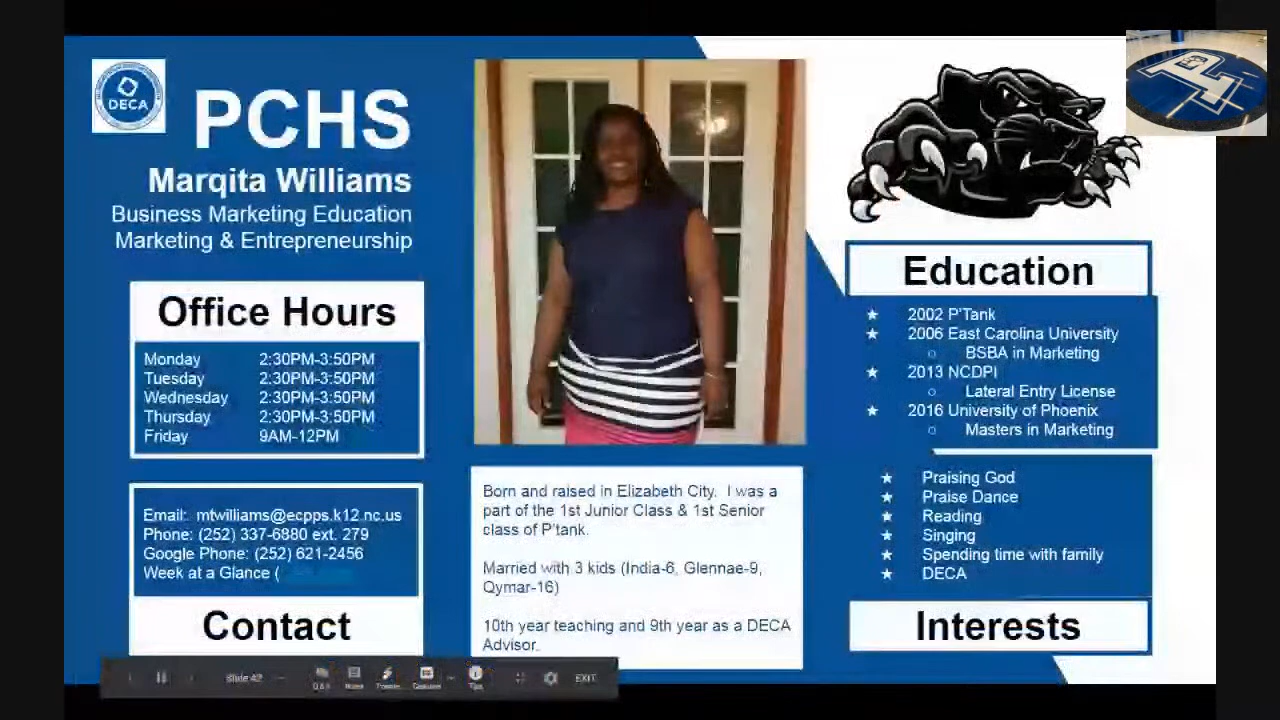 DECA
PCHS
Marqita Williams
Business Marketing Education
Marketing & Entrepreneurship
Office Hours
Monday 2:30PM-3:50PM
Tuesday 2:30PM-3:50PM
Wednesday 2:30PM-3:50PM
Thursday 2:30PM-3:50PM
Friday 9AM-12PM
Email: mtwilliams@ecpps.k12.nc.us
Phone: (252) 337-6880 ext. 279
Google Phone: (252) 621-2456
Week at a Glance (
Contact
Born and raised in Elizabeth City. I was a
part of the 1st Junior Class & 1st Senior
class of P'tank.
Married with 3 kids (India-6, Glennae-9,
Qymar-16)
10th year teaching and 9th year as a DECA
Advisor.
Education
★ 2002 P'Tank
★ 2006 East Carolina University
○ BSBA in Marketing
★ 2013 NCDPI
○ Lateral Entry License
★ 2016 University of Phoenix
○ Masters in Marketing
★ Praising God
★ Praise Dance
★ Reading
★ Singing
★ Spending time with family
★ DECA
Interests
Slide 42
Q&A Notes Pointer Captions Tips EXIT